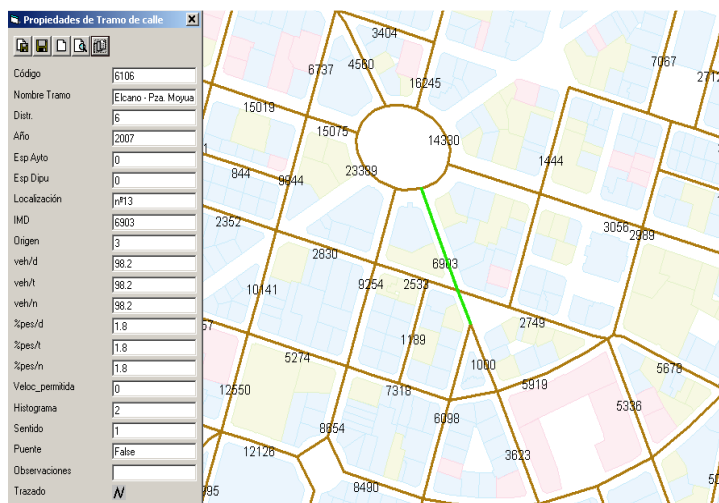 Propiedades de Tramo de calle
Código 6106
Nombre Tramo Elcano - Pza. Moyua
Distr. 6
Año 2007
Esp Ayto 0
Esp Dipu 0
Localización nº13
IMD 6903
Origen 3
veh/d 98.2
veh/t 98.2
veh/n 98.2
%pes/d 1.8
%pes/t 1.8
%pes/n 1.8
Veloc_permitida 0
Histograma 2
Sentido 1
Puente False
Observaciones
Trazado
3404
4560
6737
7067
2712
16245
15019
15075
14330
1444
844
9844
23389
2352
3056
2989
2830
6903
10141
9254
2533
2749
1189
5274
1000
5678
5919
12550
7318
5336
6098
8654
12126
3623
8490